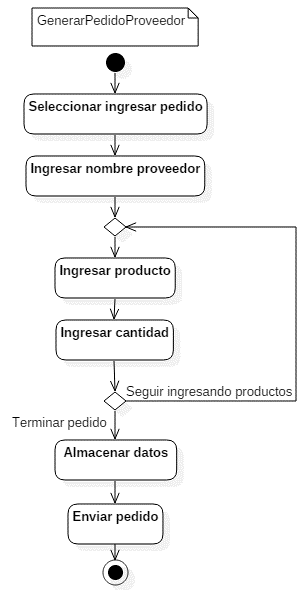 GenerarPedidoProveedor
Seleccionar ingresar pedido
Ingresar nombre proveedor
Ingresar producto
Ingresar cantidad
Seguir ingresando productos
Terminar pedido
Almacenar datos
Enviar pedido